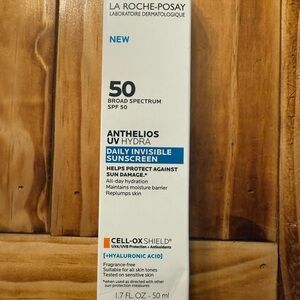 LA ROCHE-POSAY
LABORATOIRE DERMATOLOGIQUE
NEW
50
BROAD SPECTRUM
SPF 50
ANTHELIOS
UV HYDRA
DAILY INVISIBLE
SUNSCREEN
HELPS PROTECT AGAINST
SUN DAMAGE.*
All-day hydration
Maintains moisture barrier
Replumps skin
CELL-OX SHIELD®
UVA/UVB Protection + Antioxidants
[+HYALURONIC ACID]
Fragrance-free
Suitable for all skin tones
Tested on sensitive skin
*when used as directed with other
sun protection measures
1.7 FL. OZ - 50 ml